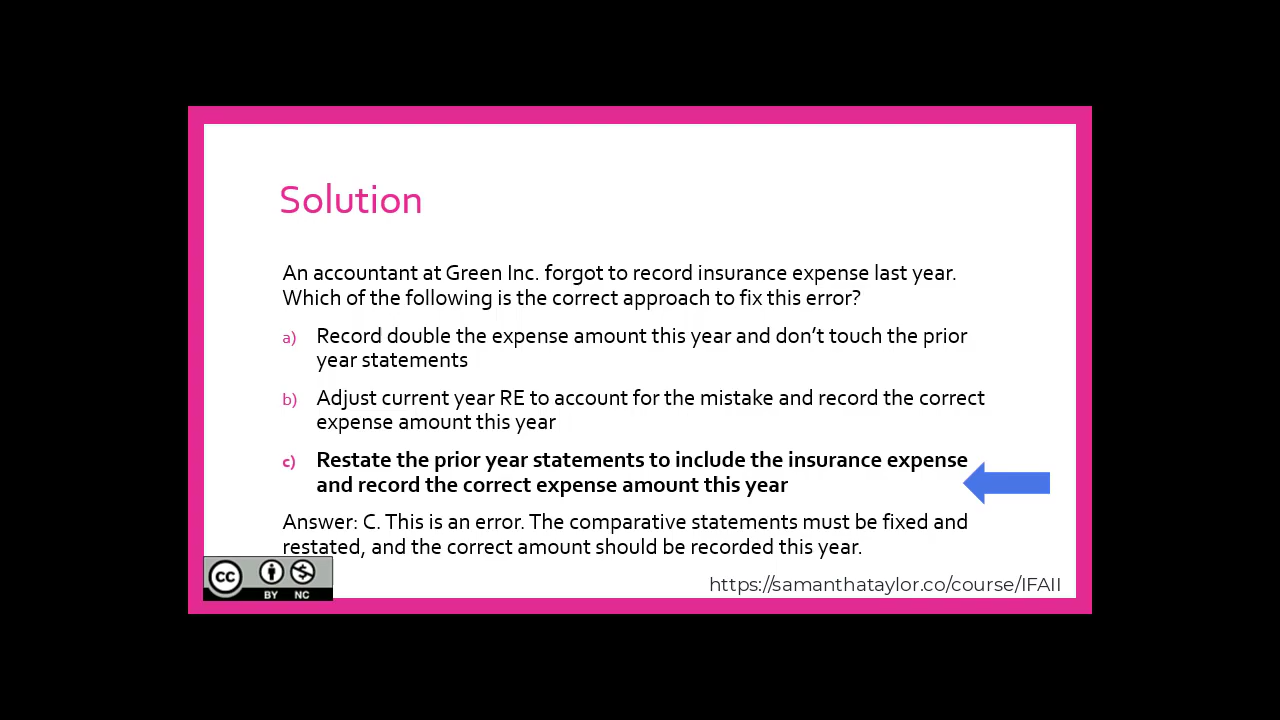 Solution
An accountant at Green Inc. forgot to record insurance expense last year.
Which of the following is the correct approach to fix this error?
a) Record double the expense amount this year and don’t touch the prior
year statements
b) Adjust current year RE to account for the mistake and record the correct
expense amount this year
c) Restate the prior year statements to include the insurance expense
and record the correct expense amount this year
Answer: C. This is an error. The comparative statements must be fixed and
restated, and the correct amount should be recorded this year.
CC
BY NC
https://samanthataylor.co/course/IFAII